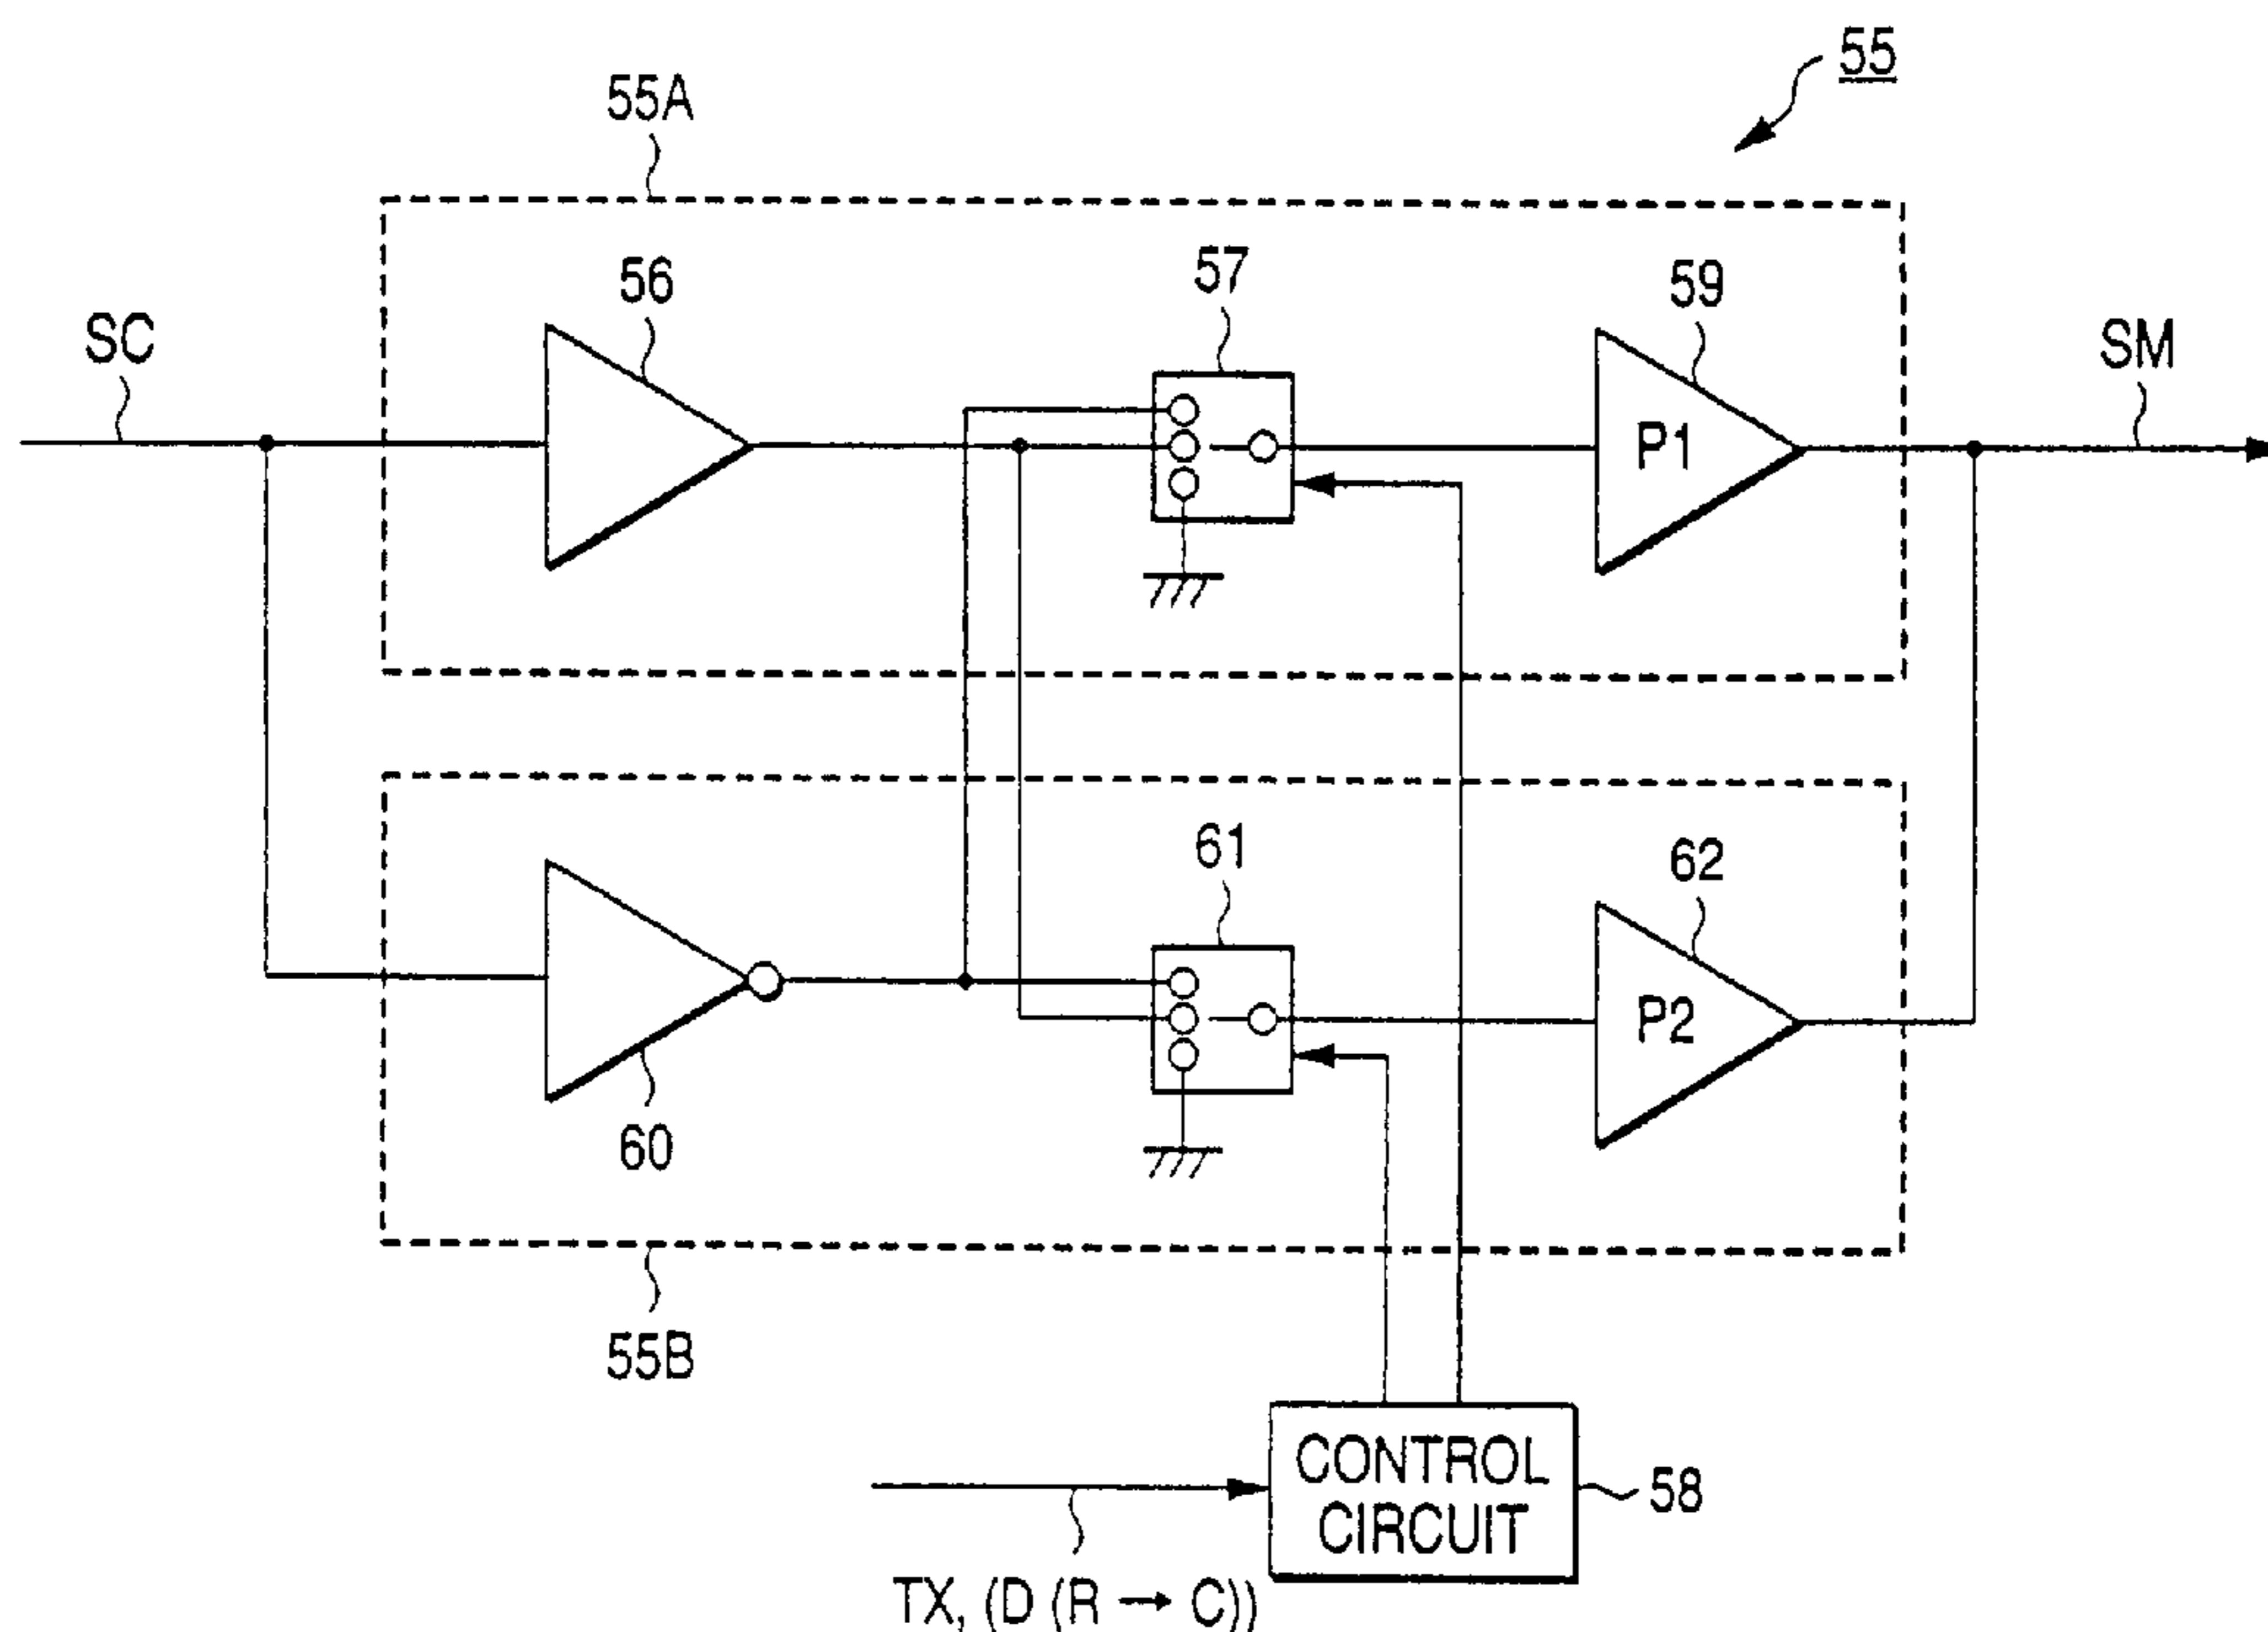 55
55A
56
57
59
SC
SM
P1
61
62
P2
60
55B
CONTROL
CIRCUIT
58
TX, (D (R → C))